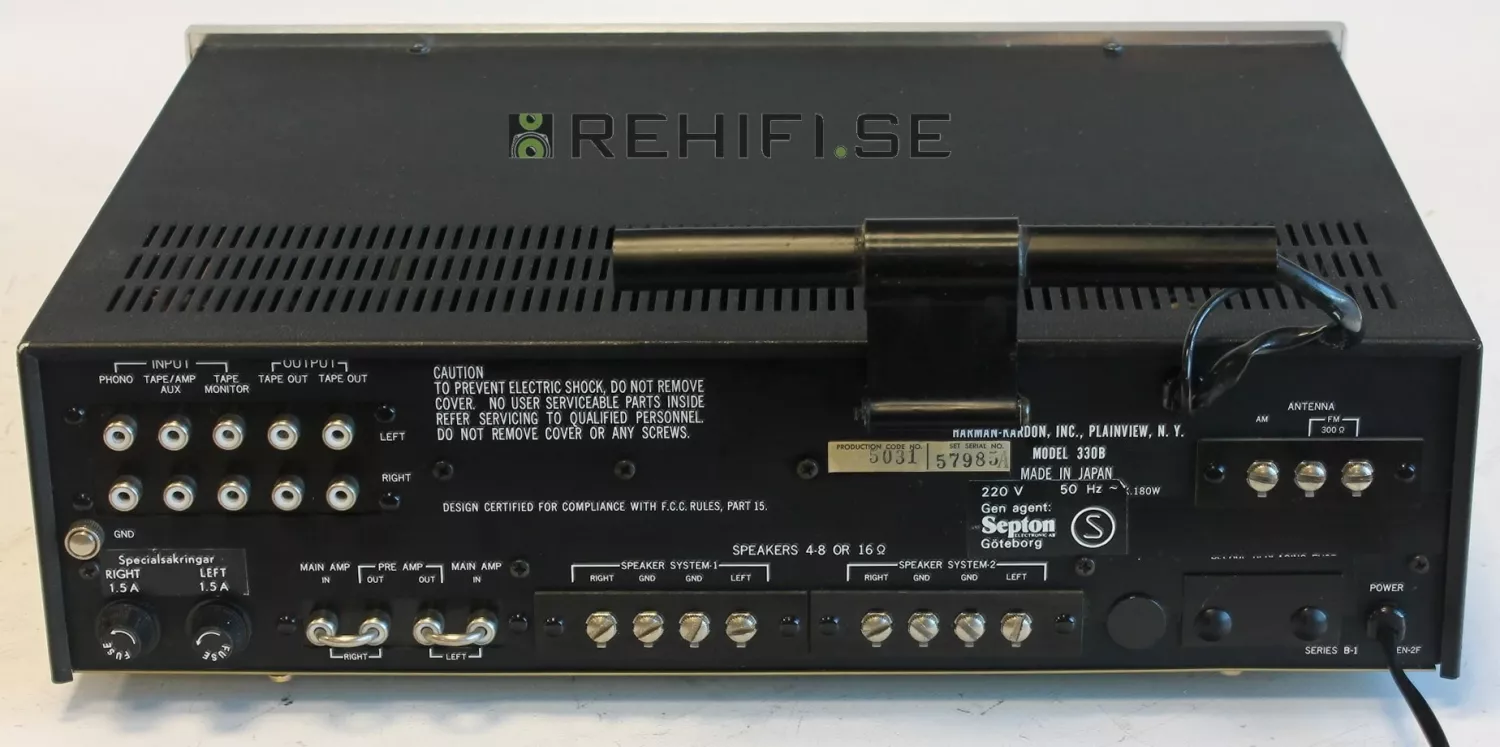 REHIFI.SE
INPUT OUTPUT
PHONO TAPE/AMP AUX TAPE MONITOR TAPE OUT TAPE OUT
LEFT
RIGHT
GND
CAUTION
TO PREVENT ELECTRIC SHOCK, DO NOT REMOVE
COVER. NO USER SERVICEABLE PARTS INSIDE
REFER SERVICING TO QUALIFIED PERSONNEL.
DO NOT REMOVE COVER OR ANY SCREWS.
DESIGN CERTIFIED FOR COMPLIANCE WITH F.C.C. RULES, PART 15.
HARMAN-KARDON, INC., PLAINVIEW, N. Y.
PRODUCTION CODE NO. SET SERIAL NO.
5031 57985A
MODEL 330B
MADE IN JAPAN
220 V 50 Hz ~ 180W
Gen agent:
Septon
ELECTRONIC AB
Göteborg
S
ANTENNA
AM FM
300 Ω
Specialsäkringar
RIGHT LEFT
1.5 A 1.5 A
FUSE FUSE
MAIN AMP PRE AMP MAIN AMP
IN OUT OUT IN
RIGHT LEFT
SPEAKERS 4-8 OR 16 Ω
SPEAKER SYSTEM-1 SPEAKER SYSTEM-2
RIGHT GND GND LEFT RIGHT GND GND LEFT
POWER
SERIES B-1 EN-2F